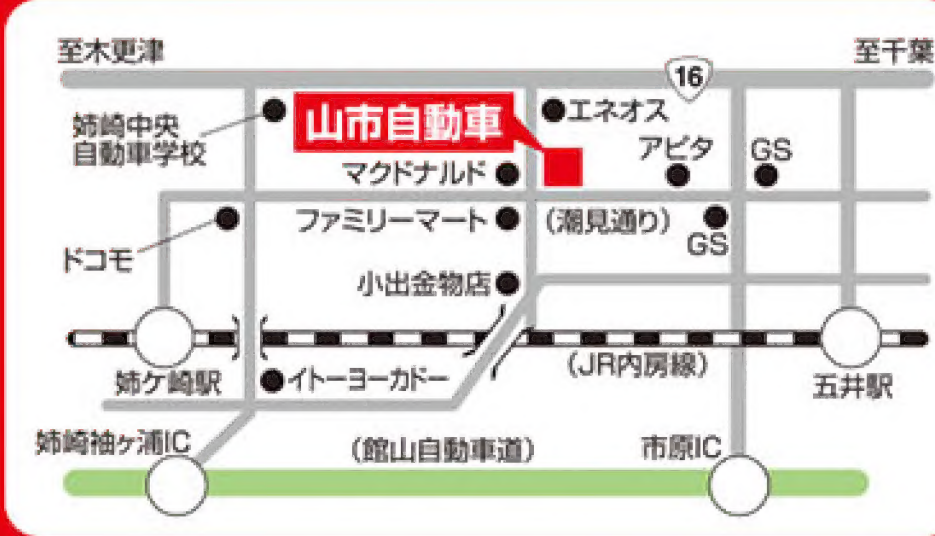 至木更津
至千葉
16
姉崎中央
自動車学校
山市自動車
エネオス
アピタ
GS
マクドナルド
ドコモ
ファミリーマート
(潮見通り)
GS
小出金物店
(JR内房線)
姉ケ崎駅
イトーヨーカドー
五井駅
姉崎袖ヶ浦IC
(館山自動車道)
市原IC